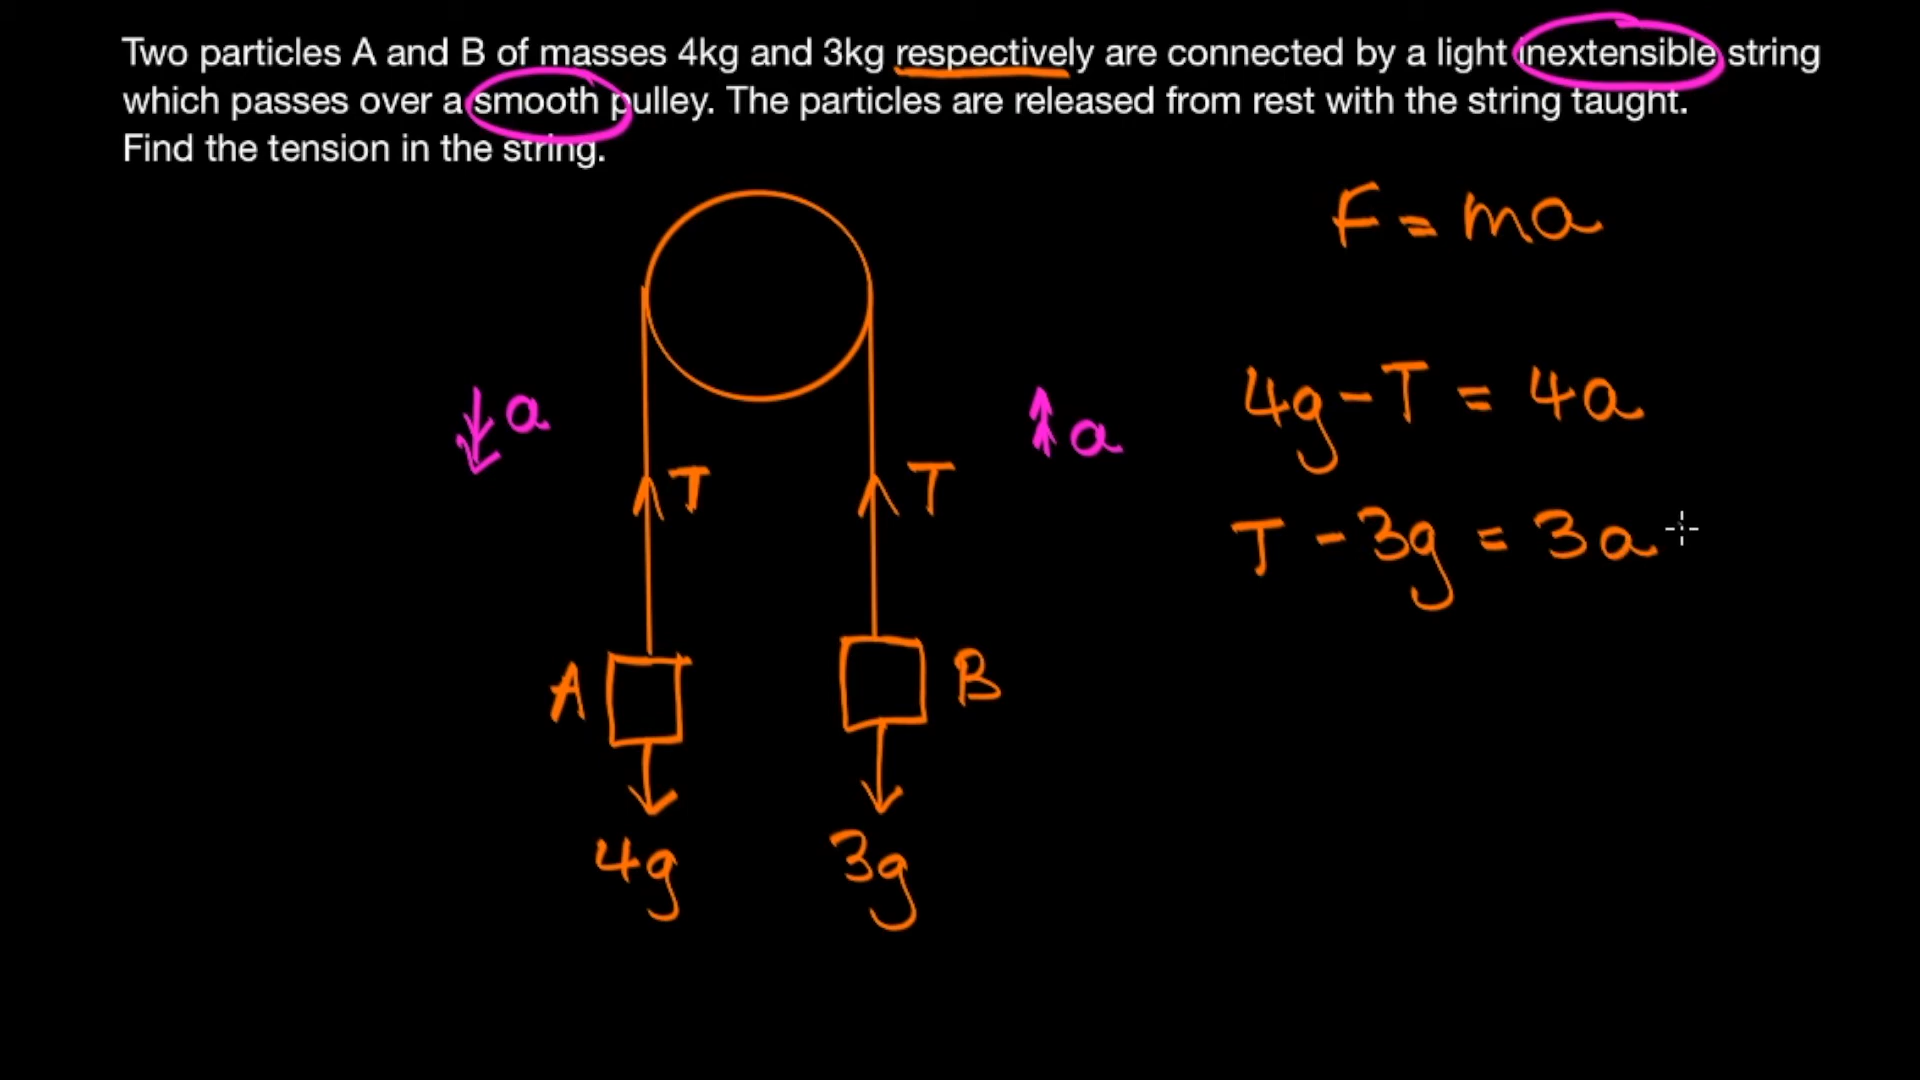 Two particles A and B of masses 4kg and 3kg respectively are connected by a light inextensible string
which passes over a smooth pulley. The particles are released from rest with the string taught.
Find the tension in the string.
F = ma
a
a
4g - T = 4a
T
T
T - 3g = 3a
A
B
4g
3g